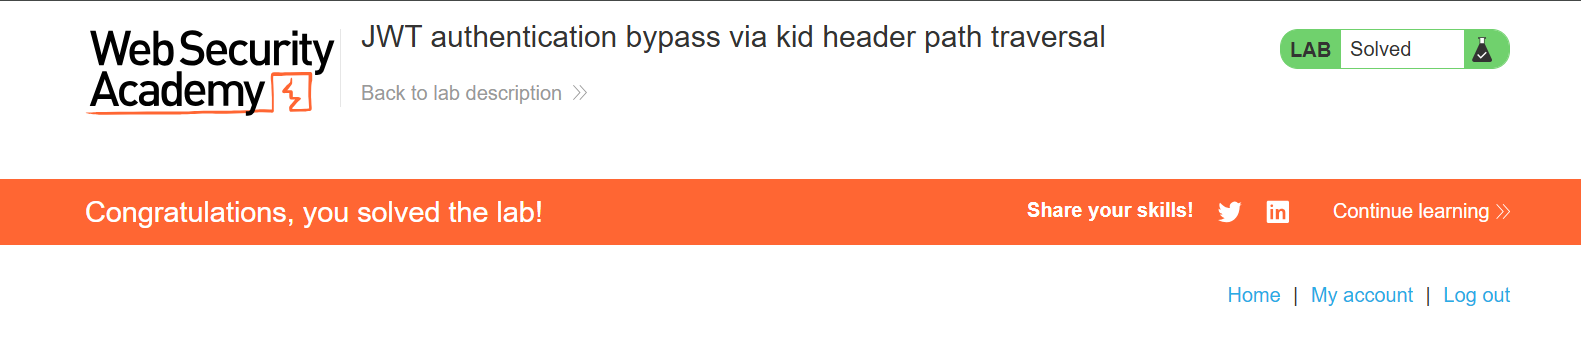 Web Security
Academy
JWT authentication bypass via kid header path traversal
Back to lab description
LAB Solved
Congratulations, you solved the lab!
Share your skills!
Continue learning
Home | My account | Log out